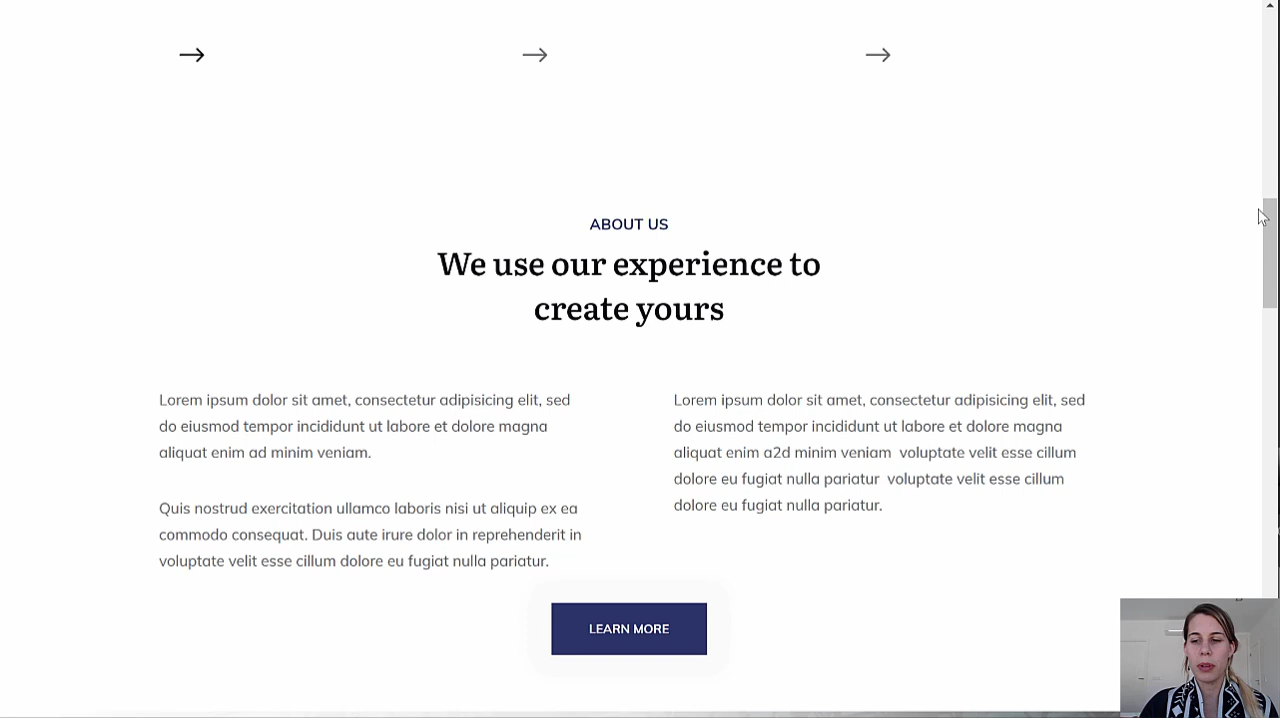 ABOUT US
We use our experience to
create yours
Lorem ipsum dolor sit amet, consectetur adipisicing elit, sed
do eiusmod tempor incididunt ut labore et dolore magna
aliquat enim ad minim veniam.
Quis nostrud exercitation ullamco laboris nisi ut aliquip ex ea
commodo consequat. Duis aute irure dolor in reprehenderit in
voluptate velit esse cillum dolore eu fugiat nulla pariatur.
Lorem ipsum dolor sit amet, consectetur adipisicing elit, sed
do eiusmod tempor incididunt ut labore et dolore magna
aliquat enim a2d minim veniam  voluptate velit esse cillum
dolore eu fugiat nulla pariatur  voluptate velit esse cillum
dolore eu fugiat nulla pariatur.
LEARN MORE